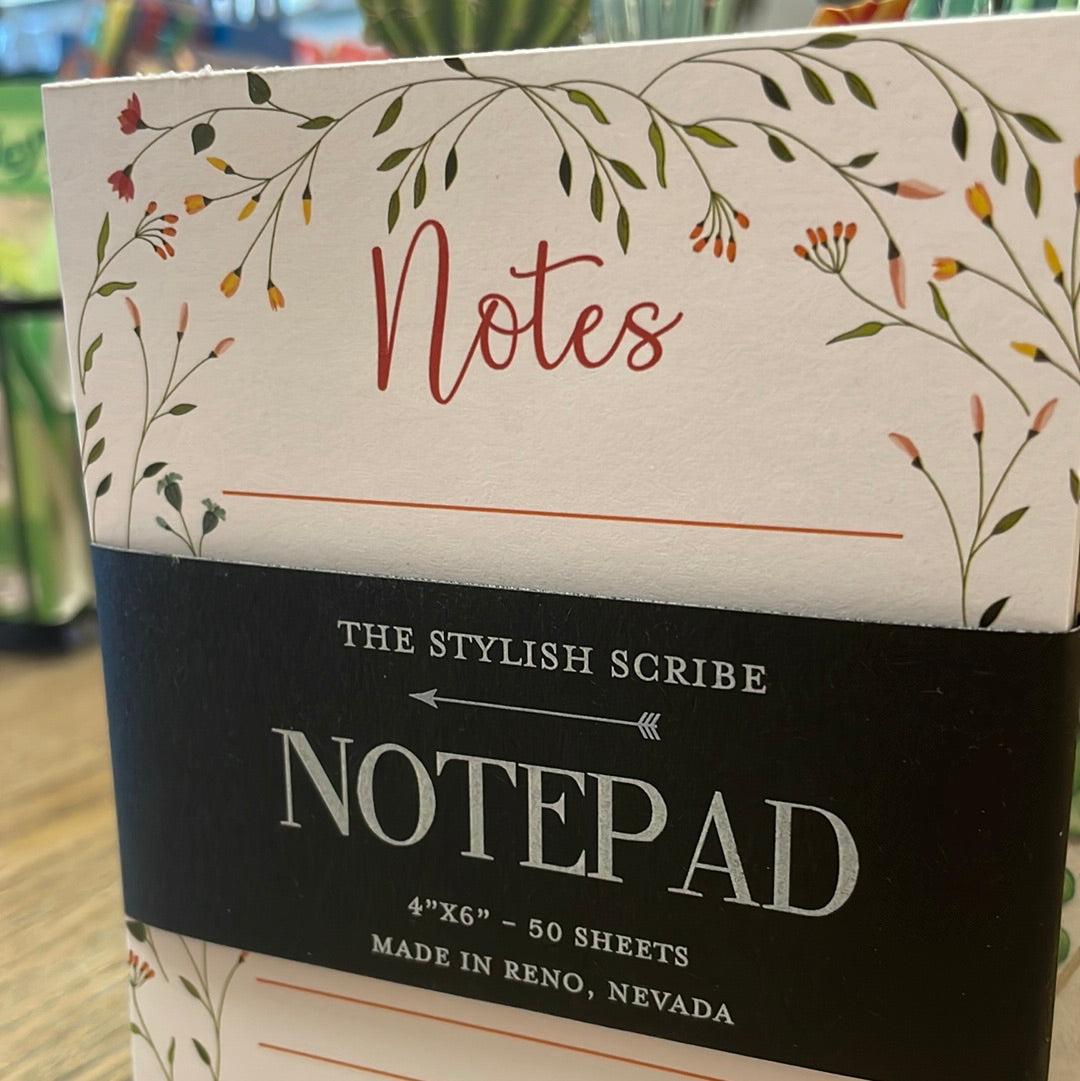 Notes
THE STYLISH SCRIBE
NOTEPAD
4”X6” – 50 SHEETS
MADE IN RENO, NEVADA